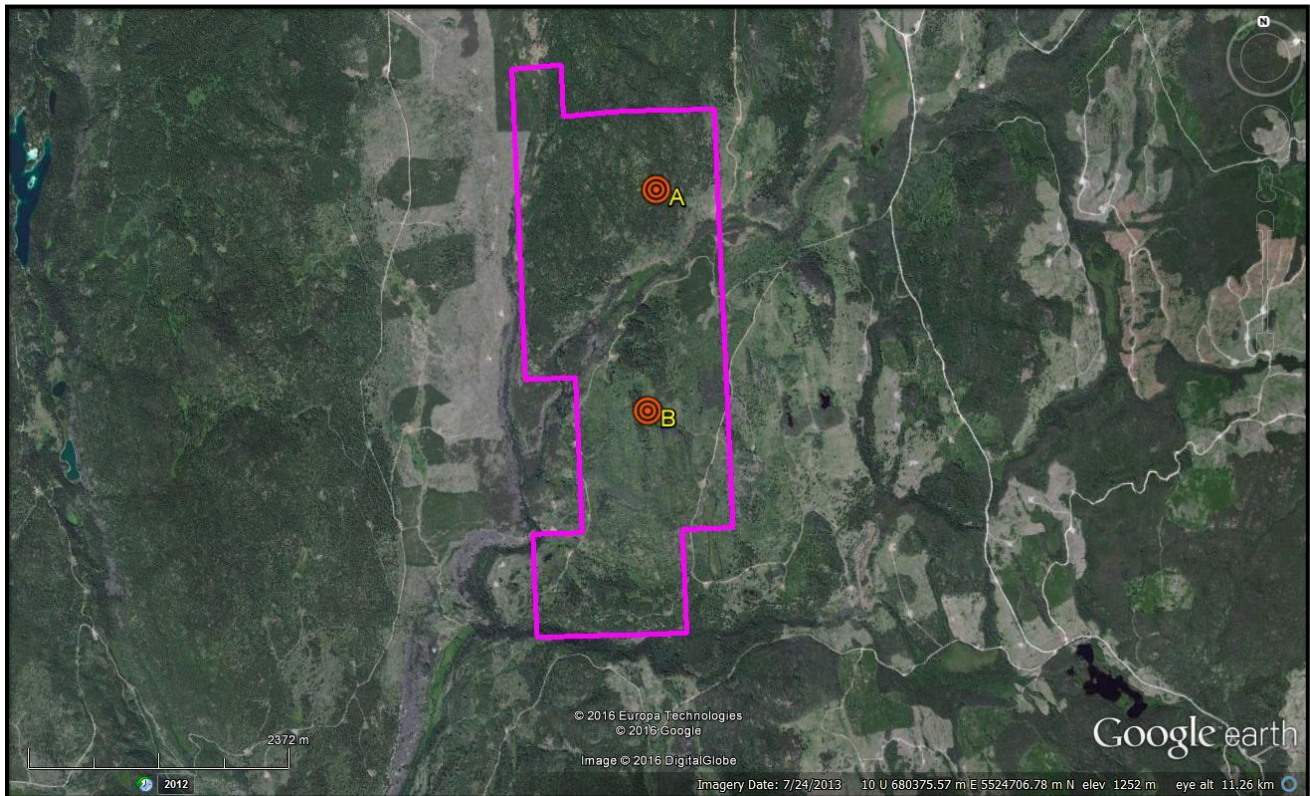 N
A
B
© 2016 Europa Technologies
© 2016 Google
Image © 2016 DigitalGlobe
Google earth
2372 m
2012
Imagery Date: 7/24/2013 10 U 680375.57 m E 5524706.78 m N elev 1252 m eye alt 11.26 km